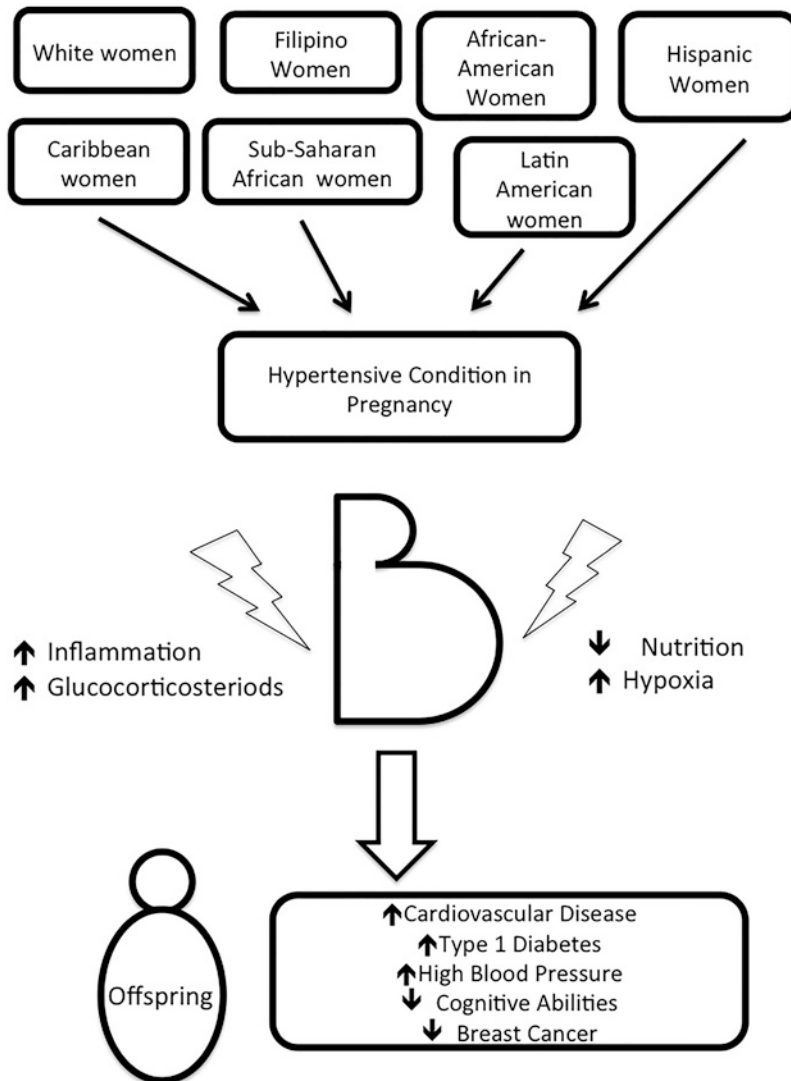 White women
Filipino
Women
African-
American
Women
Hispanic
Women
Caribbean
women
Sub-Saharan
African women
Latin
American
women
Hypertensive Condition in
Pregnancy
↑ Inflammation
↑ Glucocorticosteriods
↓ Nutrition
↑ Hypoxia
Offspring
↑Cardiovascular Disease
↑Type 1 Diabetes
↑High Blood Pressure
↓ Cognitive Abilities
↓ Breast Cancer